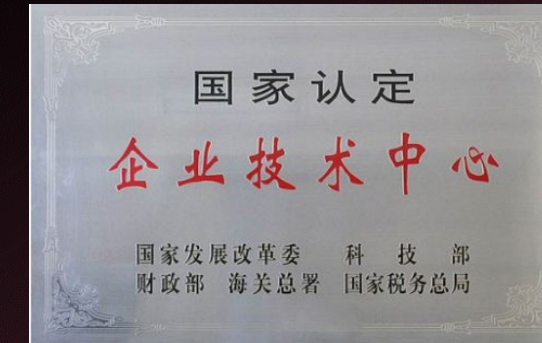 国家认定
企业技术中心
国家发展改革委 科技部
财政部 海关总署 国家税务总局